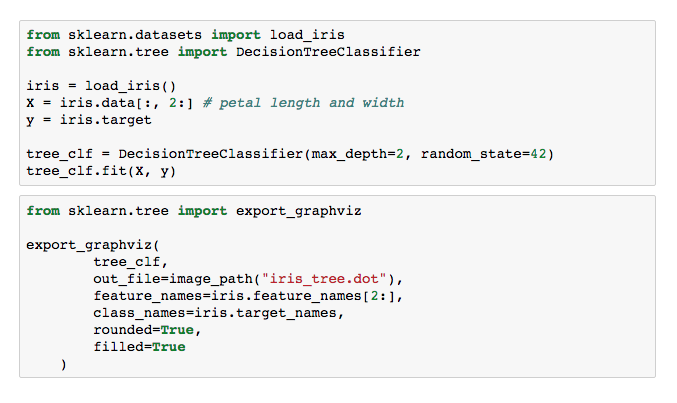 from sklearn.datasets import load_iris
from sklearn.tree import DecisionTreeClassifier
iris = load_iris()
X = iris.data[:, 2:] # petal length and width
y = iris.target
tree_clf = DecisionTreeClassifier(max_depth=2, random_state=42)
tree_clf.fit(X, y)
from sklearn.tree import export_graphviz
export_graphviz(
        tree_clf,
        out_file=image_path("iris_tree.dot"),
        feature_names=iris.feature_names[2:],
        class_names=iris.target_names,
        rounded=True,
        filled=True
    )